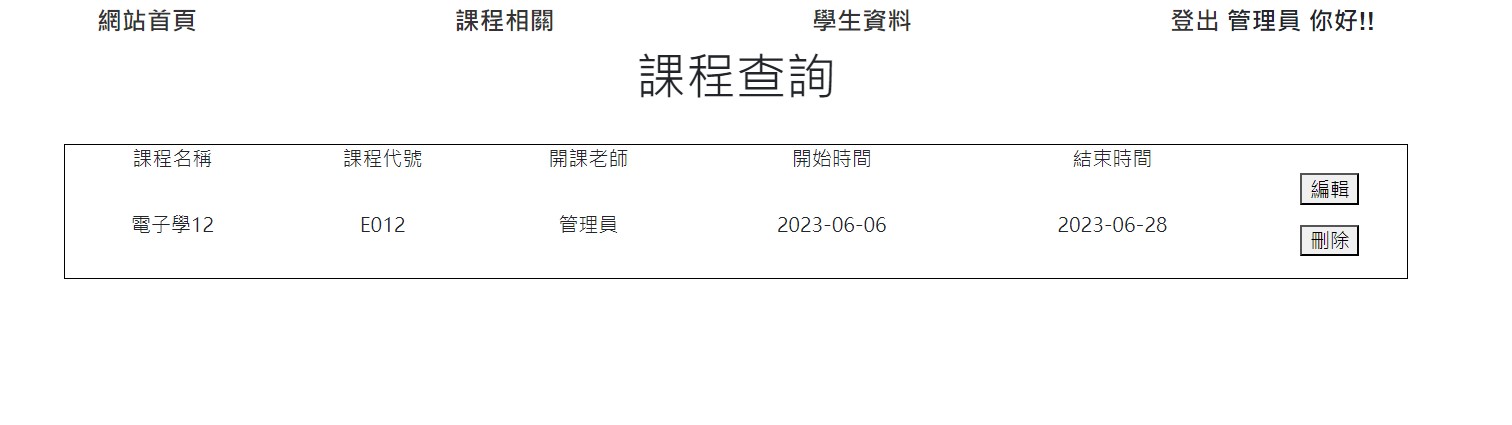 網站首頁 課程相關 學生資料 登出 管理員 你好!!
課程查詢
課程名稱 課程代號 開課老師 開始時間 結束時間
電子學12 E012 管理員 2023-06-06 2023-06-28
編輯
刪除